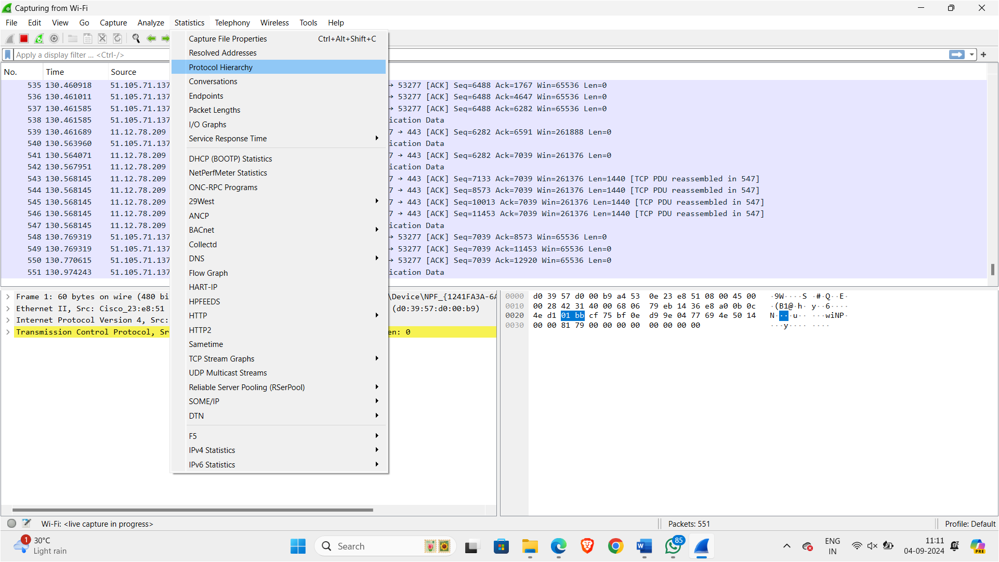 Capturing from Wi-Fi
File Edit View Go Capture Analyze Statistics Telephony Wireless Tools Help
Apply a display filter ... <Ctrl-/>
Capture File Properties Ctrl+Alt+Shift+C
Resolved Addresses
Protocol Hierarchy
Conversations
Endpoints
Packet Lengths
I/O Graphs
Service Response Time
DHCP (BOOTP) Statistics
NetPerfMeter Statistics
ONC-RPC Programs
29West
ANCP
BACnet
Collectd
DNS
Flow Graph
HART-IP
HPFEEDS
HTTP
HTTP2
Sametime
TCP Stream Graphs
UDP Multicast Streams
Reliable Server Pooling (RSerPool)
SOME/IP
DTN
F5
IPv4 Statistics
IPv6 Statistics
No. Time Source
535 130.460918 51.105.71.137 → 53277 [ACK] Seq=6488 Ack=1767 Win=65536 Len=0
536 130.461011 51.105.71.137 → 53277 [ACK] Seq=6488 Ack=4647 Win=65536 Len=0
537 130.461585 51.105.71.137 → 53277 [ACK] Seq=6488 Ack=6282 Win=65536 Len=0
538 130.461585 51.105.71.137 ication Data
539 130.461689 11.12.78.209 7 → 443 [ACK] Seq=6282 Ack=6591 Win=261888 Len=0
540 130.563960 51.105.71.137 ication Data
541 130.564071 11.12.78.209 7 → 443 [ACK] Seq=6282 Ack=7039 Win=261376 Len=0
542 130.567951 11.12.78.209 ication Data
543 130.568145 11.12.78.209 7 → 443 [ACK] Seq=7133 Ack=7039 Win=261376 Len=1440 [TCP PDU reassembled in 547]
544 130.568145 11.12.78.209 7 → 443 [ACK] Seq=8573 Ack=7039 Win=261376 Len=1440 [TCP PDU reassembled in 547]
545 130.568145 11.12.78.209 7 → 443 [ACK] Seq=10013 Ack=7039 Win=261376 Len=1440 [TCP PDU reassembled in 547]
546 130.568145 11.12.78.209 7 → 443 [ACK] Seq=11453 Ack=7039 Win=261376 Len=1440 [TCP PDU reassembled in 547]
547 130.568145 11.12.78.209 ication Data
548 130.769319 51.105.71.137 → 53277 [ACK] Seq=7039 Ack=8573 Win=65536 Len=0
549 130.769319 51.105.71.137 → 53277 [ACK] Seq=7039 Ack=11453 Win=65536 Len=0
550 130.770615 51.105.71.137 → 53277 [ACK] Seq=7039 Ack=12920 Win=65536 Len=0
551 130.974243 51.105.71.137 ication Data
Frame 1: 60 bytes on wire (480 bi \Device\NPF_{1241FA3A-6A
Ethernet II, Src: Cisco_23:e8:51 (d0:39:57:d0:00:b9)
Internet Protocol Version 4, Src:
Transmission Control Protocol, Sr en: 0
0000 d0 39 57 d0 00 b9 a4 53 0e 23 e8 51 08 00 45 00 ·9W····S ·#·Q··E·
0010 00 28 42 31 40 00 68 06 79 eb 14 36 e8 a0 0b 0c ·(B1@·h· y··6····
0020 4e d1 01 bb cf 75 bf 0e d9 9e 04 77 69 4e 50 14 N····u·· ···wiNP·
0030 00 00 81 79 00 00 00 00 00 00 00 00 ···y···· ····
Wi-Fi: <live capture in progress> Packets: 551 Profile: Default
1 30°C
Light rain
Search
85
PRE
ENG
IN
11:11
04-09-2024